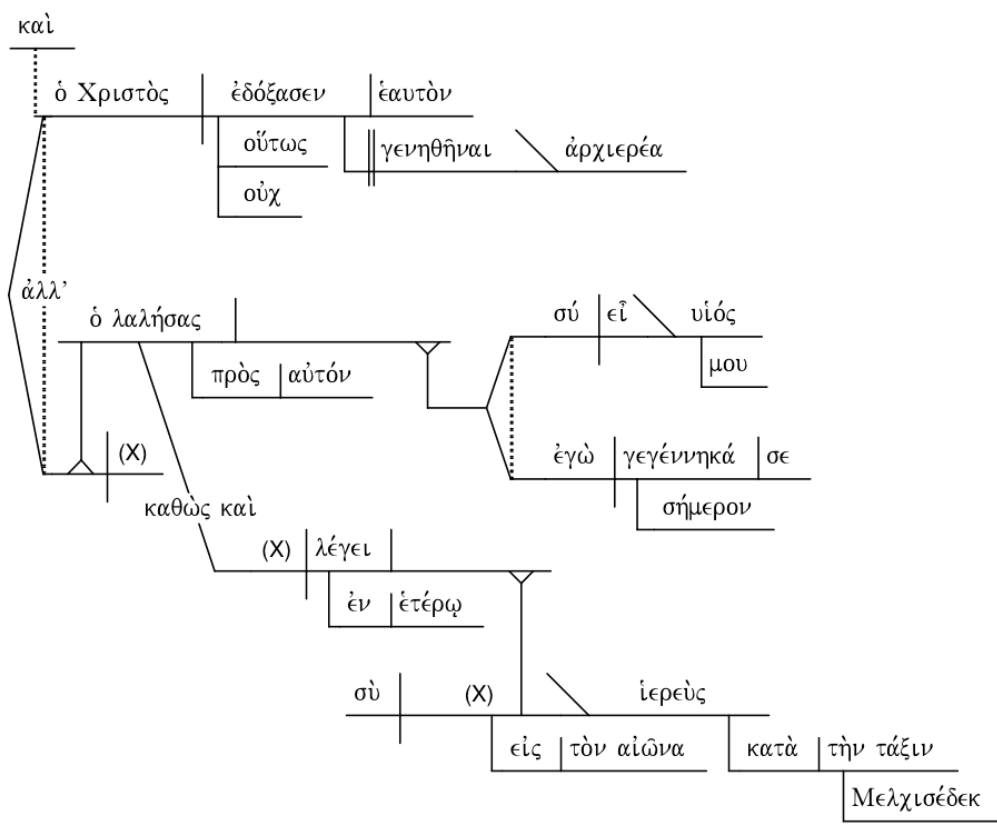 καὶ
ὁ Χριστὸς ἐδόξασεν ἑαυτὸν
οὕτως γενηθῆναι ἀρχιερέα
οὐχ
ἀλλ’
ὁ λαλήσας σύ εἶ υἱός
πρὸς αὐτόν μου
(X) ἐγὼ γεγέννηκά σε
καθὼς καὶ σήμερον
(X) λέγει
ἐν ἑτέρῳ
σὺ (X) ἱερεὺς
εἰς τὸν αἰῶνα κατὰ τὴν τάξιν
Μελχισέδεκ